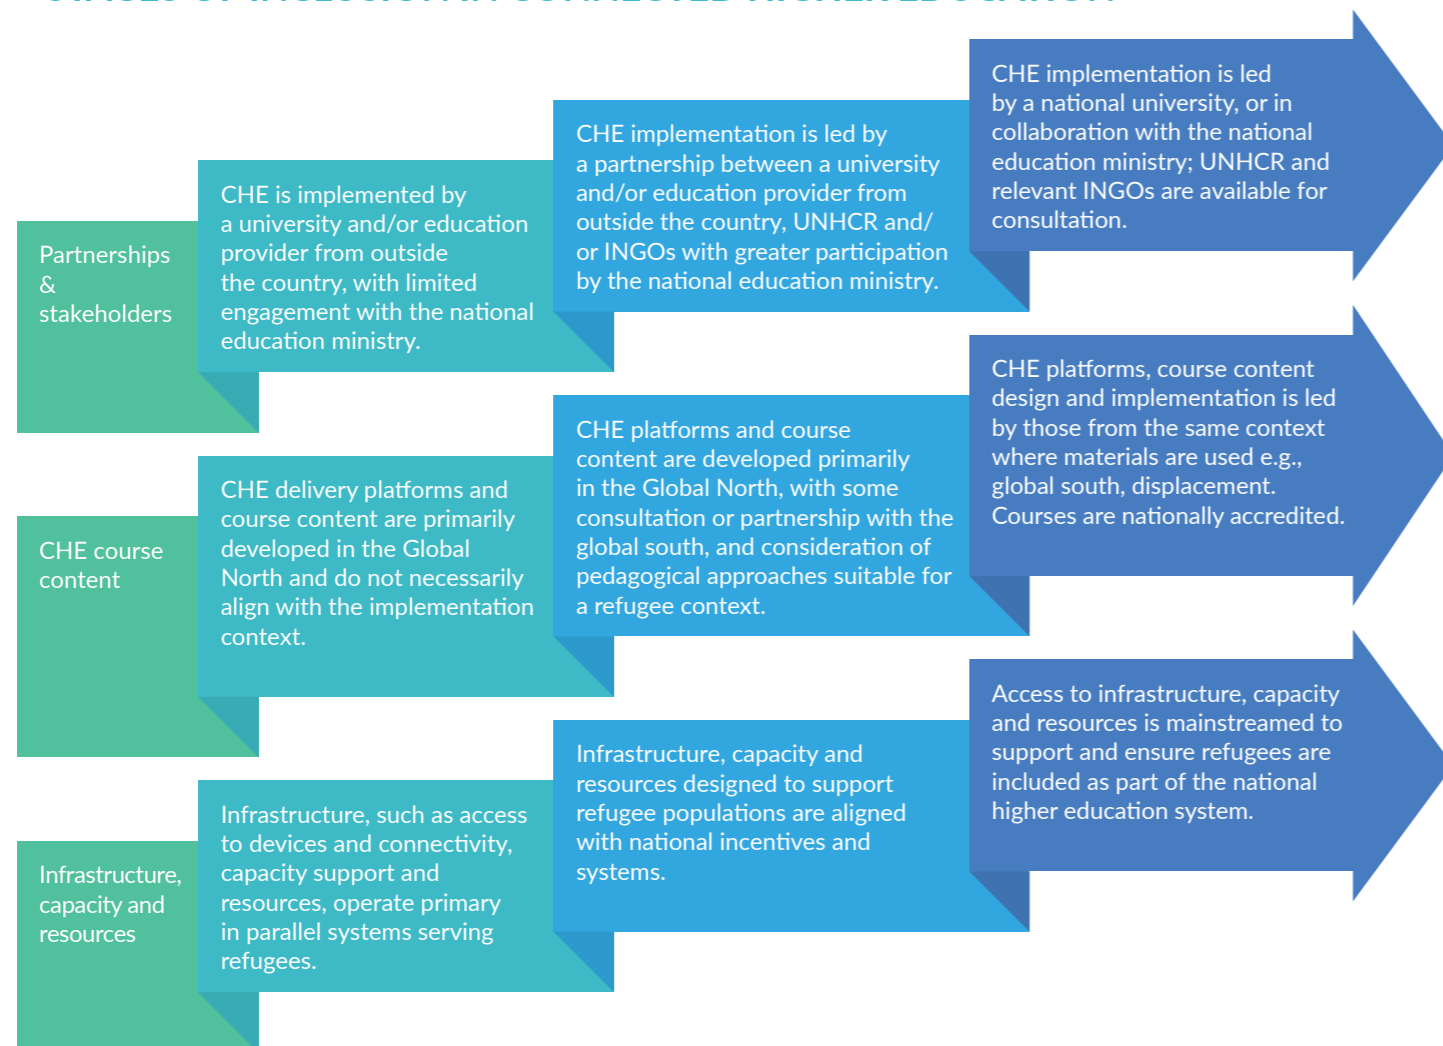 Partnerships
&
stakeholders
CHE is implemented by
a university and/or education
provider from outside
the country, with limited
engagement with the national
education ministry.
CHE implementation is led by
a partnership between a university
and/or education provider from
outside the country, UNHCR and/
or INGOs with greater participation
by the national education ministry.
CHE implementation is led
by a national university, or in
collaboration with the national
education ministry; UNHCR and
relevant INGOs are available for
consultation.
CHE course
content
CHE delivery platforms and
course content are primarily
developed in the Global
North and do not necessarily
align with the implementation
context.
CHE platforms and course
content are developed primarily
in the Global North, with some
consultation or partnership with the
global south, and consideration of
pedagogical approaches suitable for
a refugee context.
CHE platforms, course content
design and implementation is led
by those from the same context
where materials are used e.g.,
global south, displacement.
Courses are nationally accredited.
Infrastructure,
capacity and
resources
Infrastructure, such as access
to devices and connectivity,
capacity support and
resources, operate primary
in parallel systems serving
refugees.
Infrastructure, capacity and
resources designed to support
refugee populations are aligned
with national incentives and
systems.
Access to infrastructure, capacity
and resources is mainstreamed to
support and ensure refugees are
included as part of the national
higher education system.